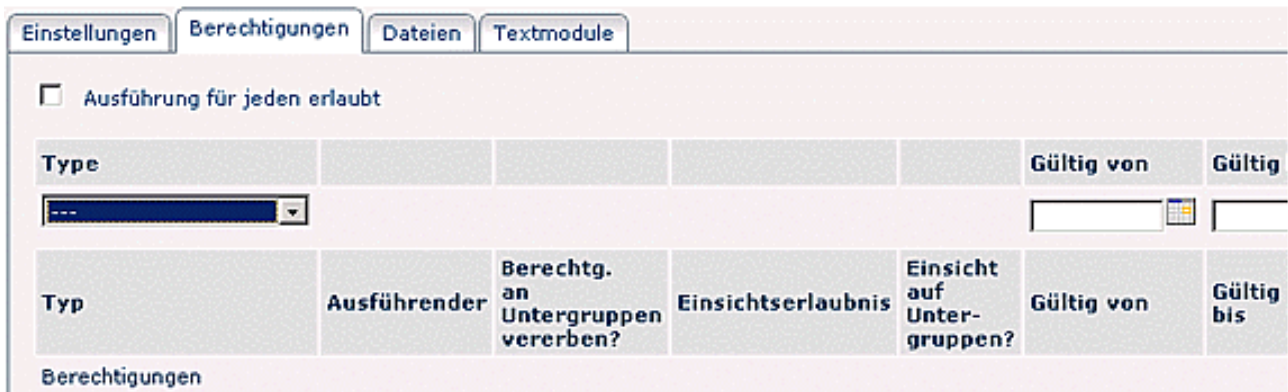 Einstellungen Berechtigungen Dateien Textmodule
Ausführung für jeden erlaubt
Type Gültig von Gültig
---
Typ Ausführender Berechtg. an Untergruppen vererben? Einsichtserlaubnis Einsicht auf Unter-gruppen? Gültig von Gültig bis
Berechtigungen